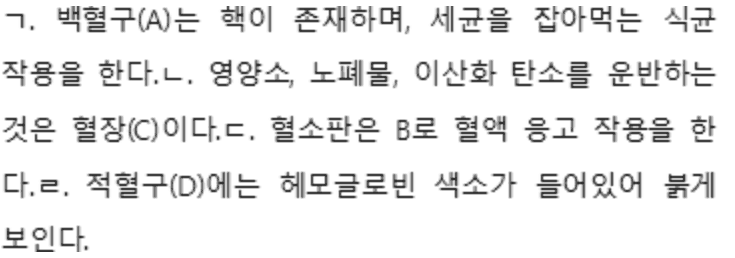 ㄱ. 백혈구(A)는 핵이 존재하며, 세균을 잡아먹는 식균
작용을 한다.ㄴ. 영양소, 노폐물, 이산화 탄소를 운반하는
것은 혈장(C)이다.ㄷ. 혈소판은 B로 혈액 응고 작용을 한
다.ㄹ. 적혈구(D)에는 헤모글로빈 색소가 들어있어 붉게
보인다.